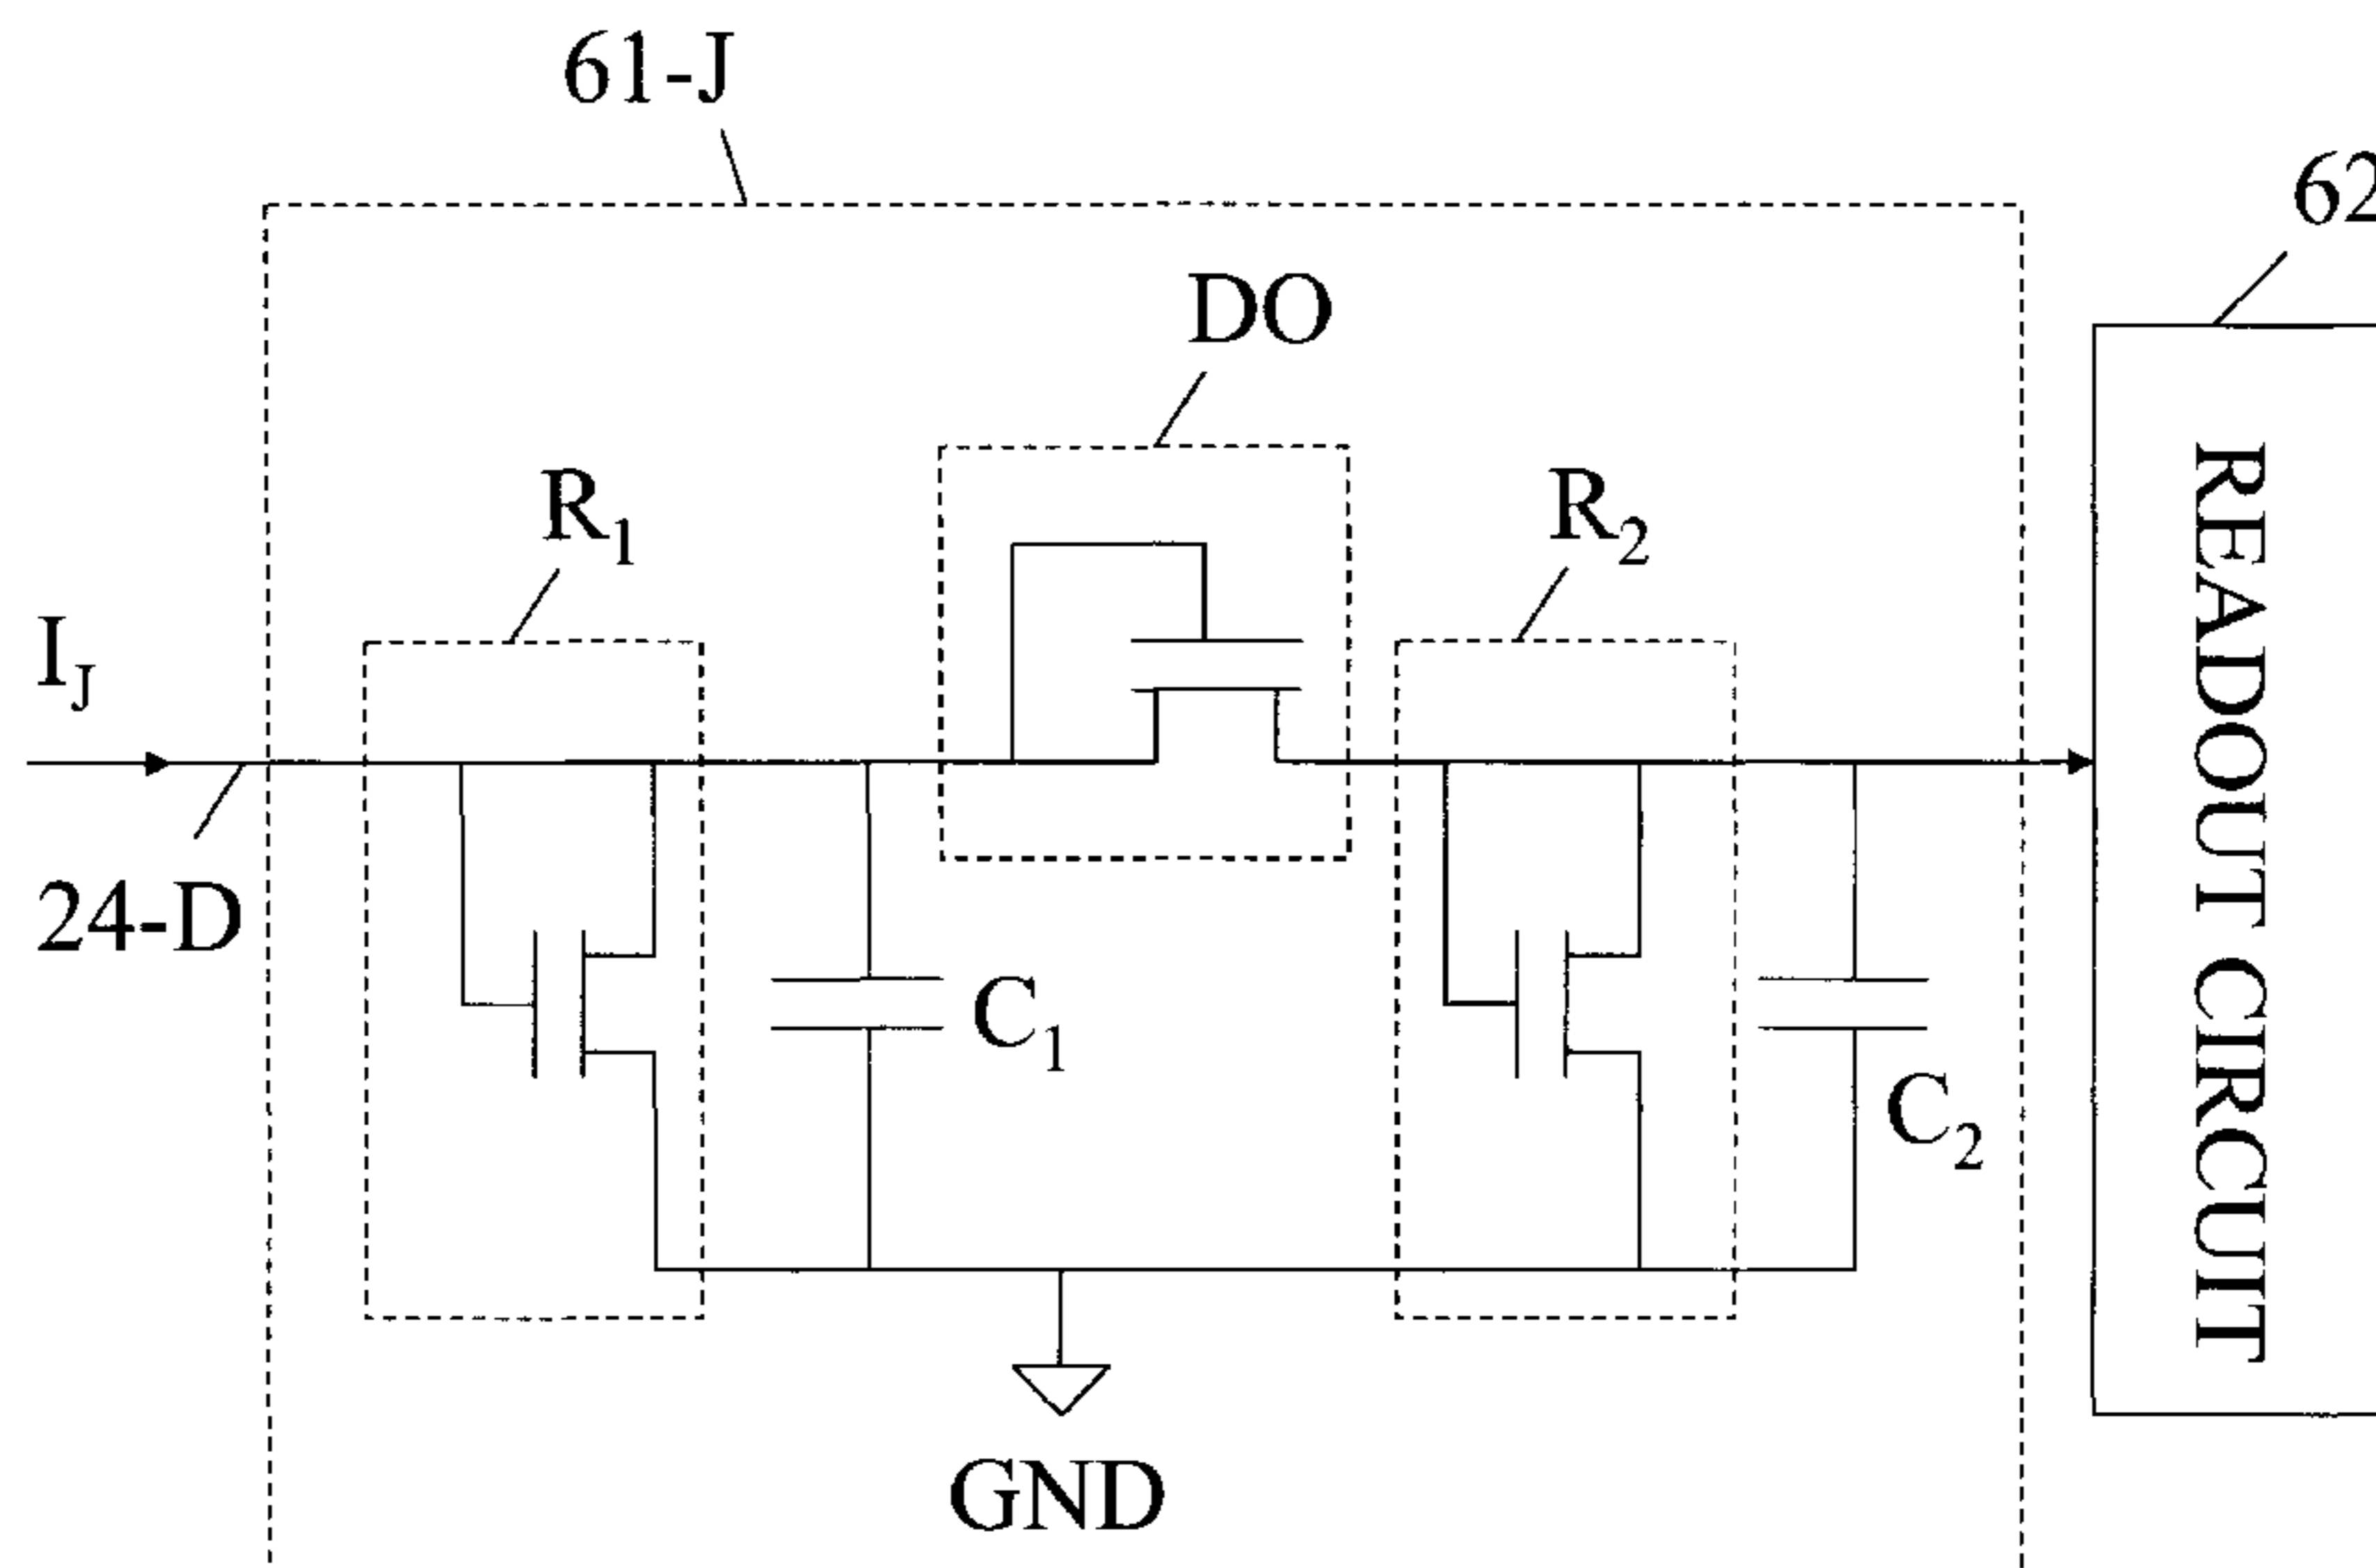 61-J
62
DO
R1
R2
IJ
24-D
C1
C2
READOUT CIRCUIT
GND